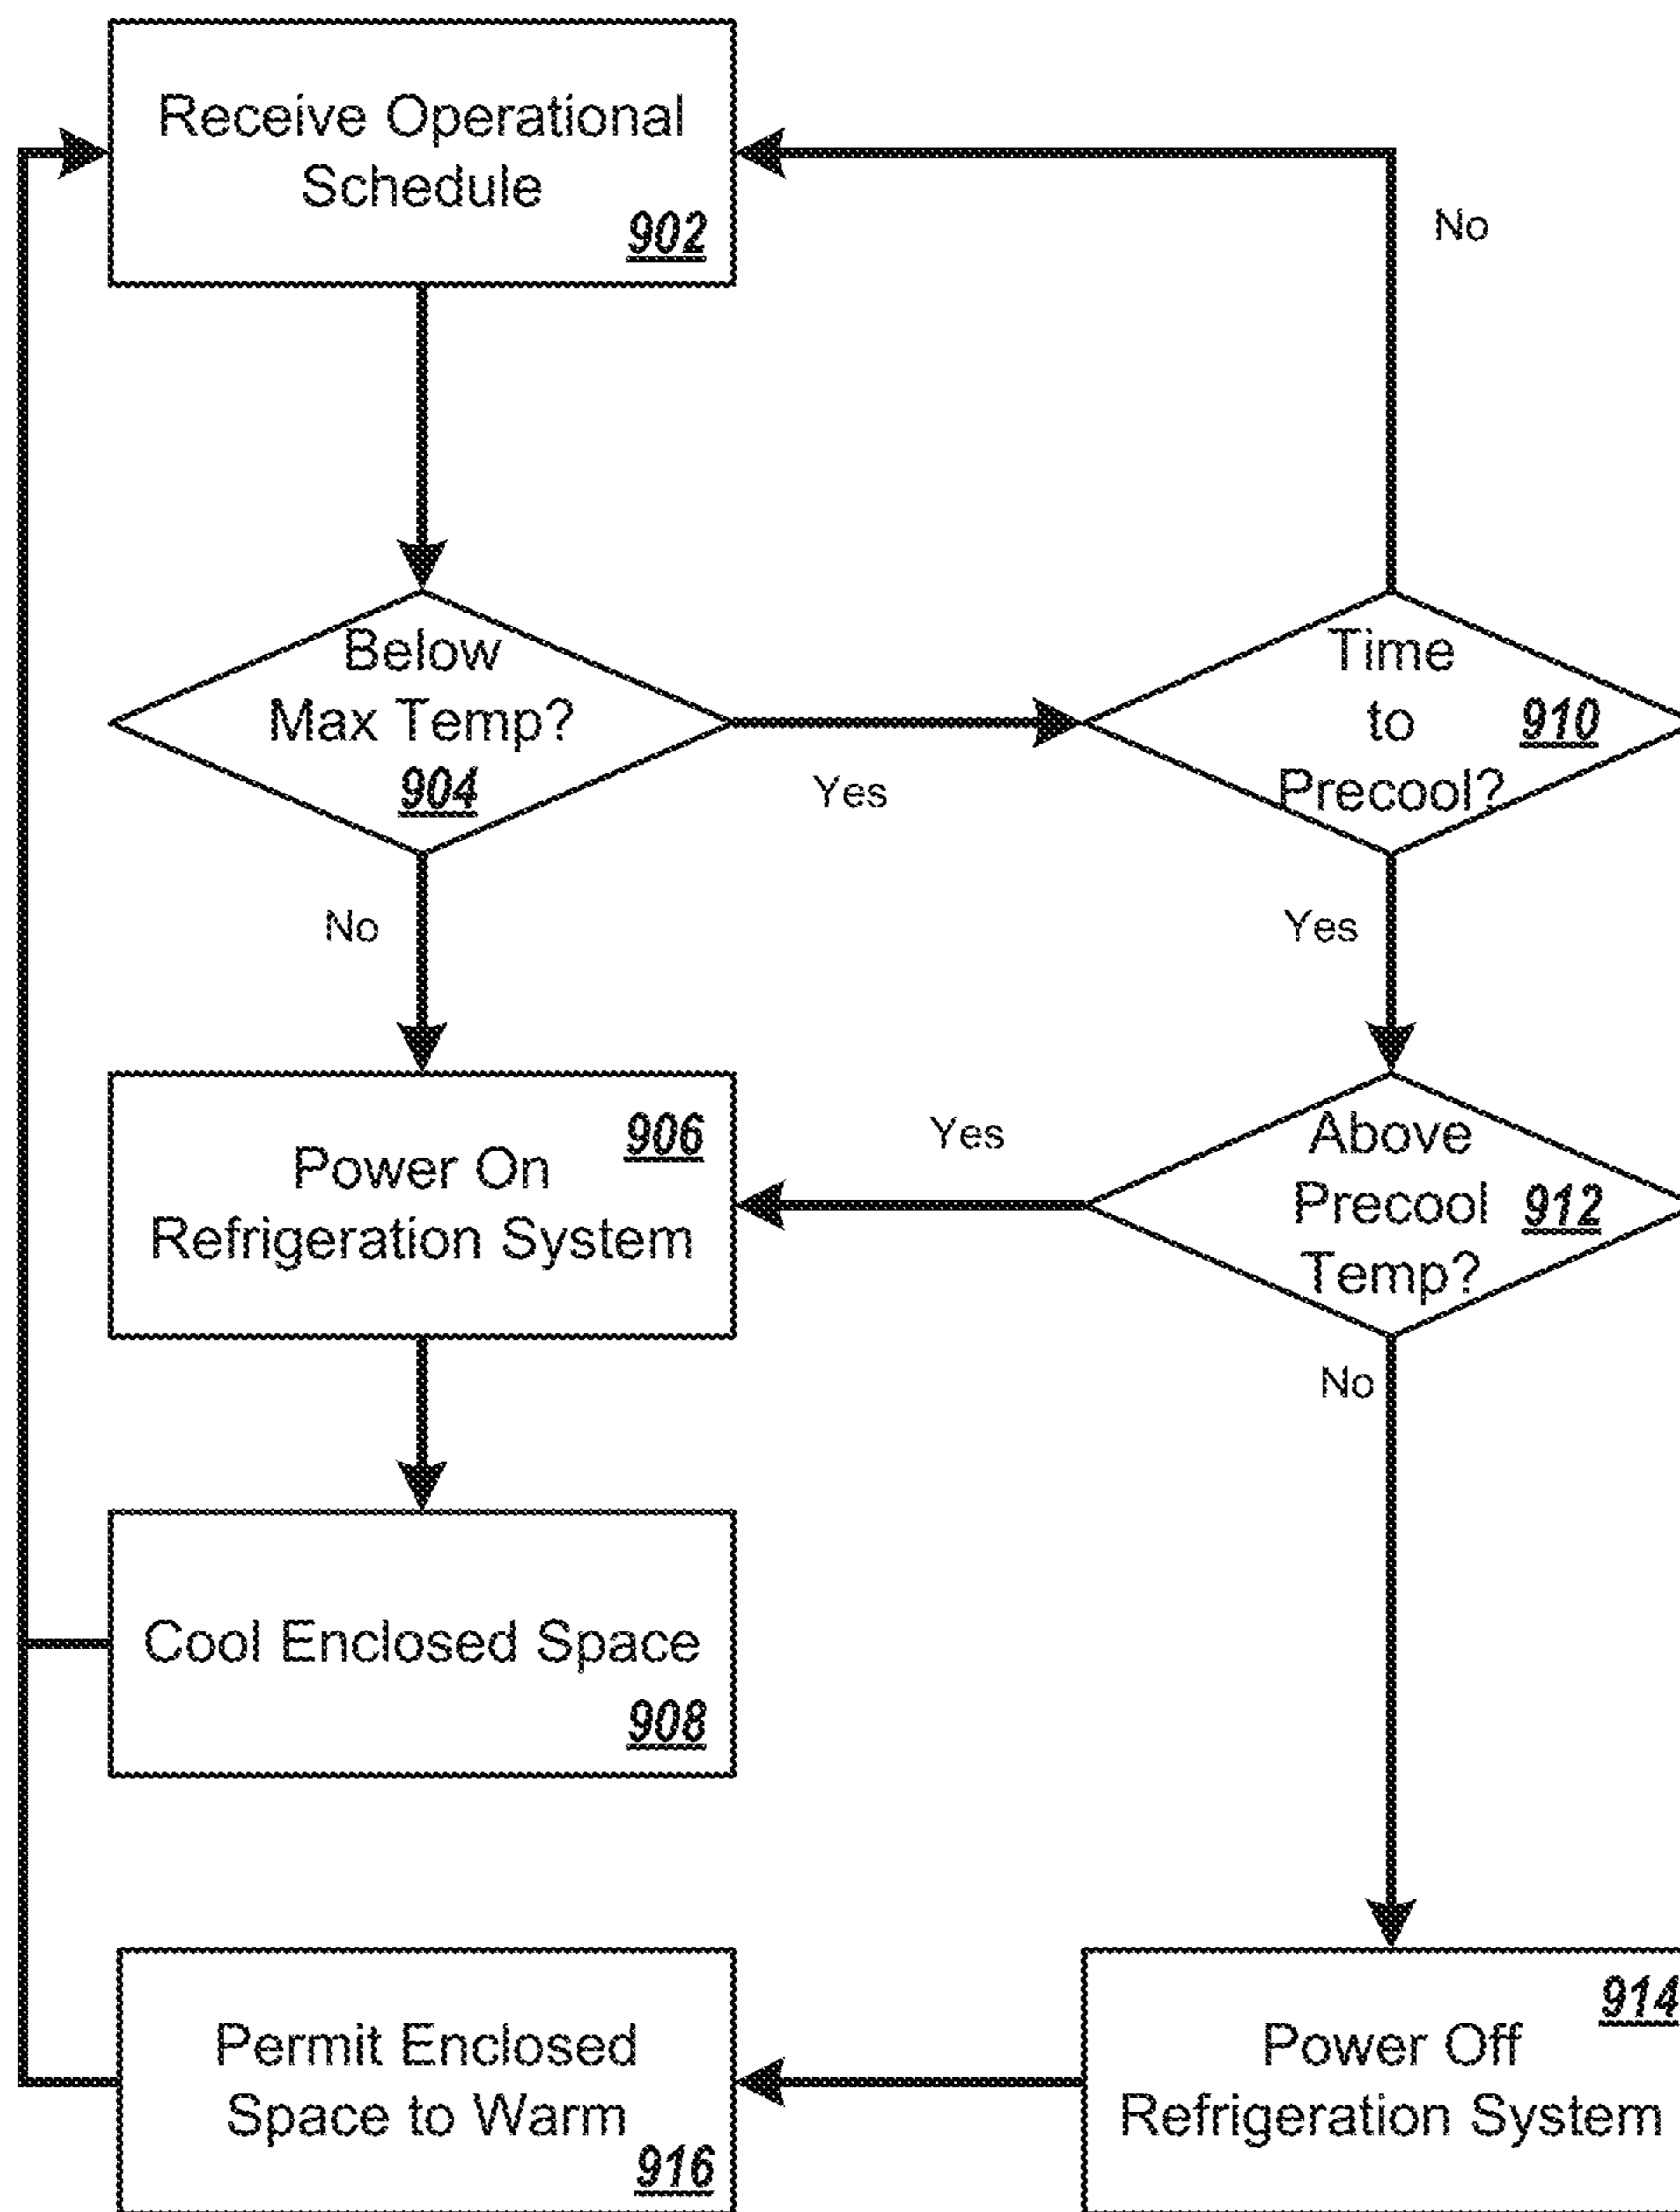 Receive Operational
Schedule
902
No
Below
Max Temp?
904
Yes
Time
to
Precool?
910
No
Yes
Power On
Refrigeration System
906
Yes
Above
Precool
Temp?
912
No
Cool Enclosed Space
908
Permit Enclosed
Space to Warm
916
914
Power Off
Refrigeration System